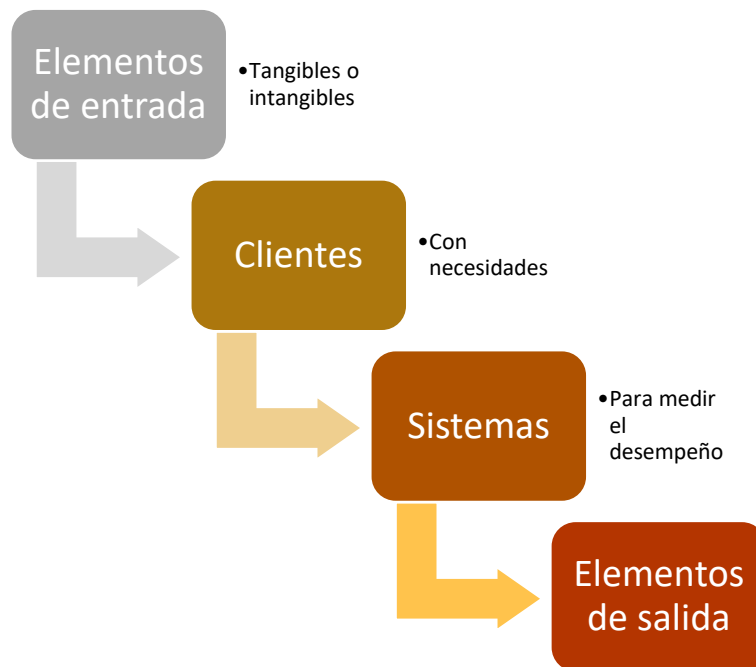 Elementos
de entrada
•Tangibles o
intangibles
Clientes
•Con
necesidades
Sistemas
•Para medir
el
desempeño
Elementos
de salida